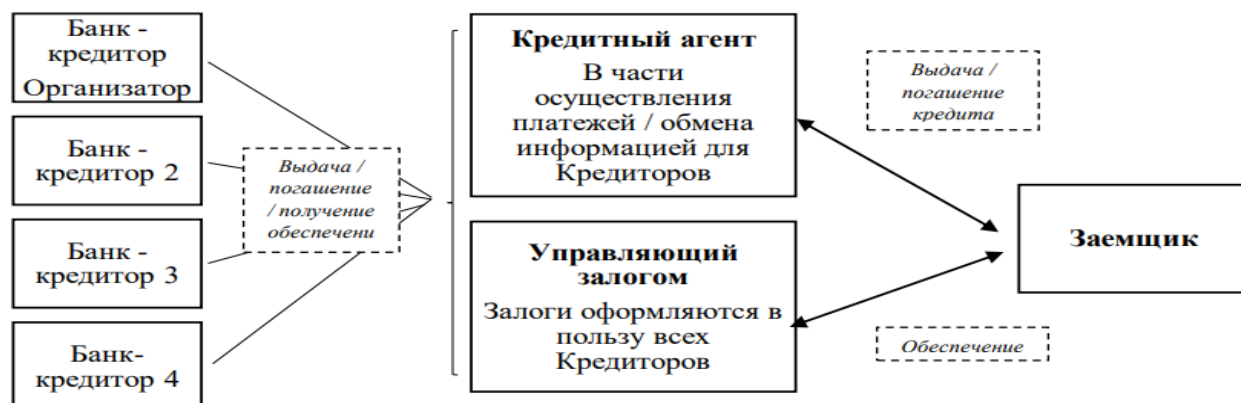 Банк -
кредитор
Организатор
Банк -
кредитор 2
Банк -
кредитор 3
Банк-
кредитор 4
Выдача /
погашение
/ получение
обеспечени
Кредитный агент
В части
осуществления
платежей / обмена
информацией для
Кредиторов
Управляющий
залогом
Залоги оформляются в
пользу всех
Кредиторов
Выдача /
погашение
кредита
Заемщик
Обеспечение